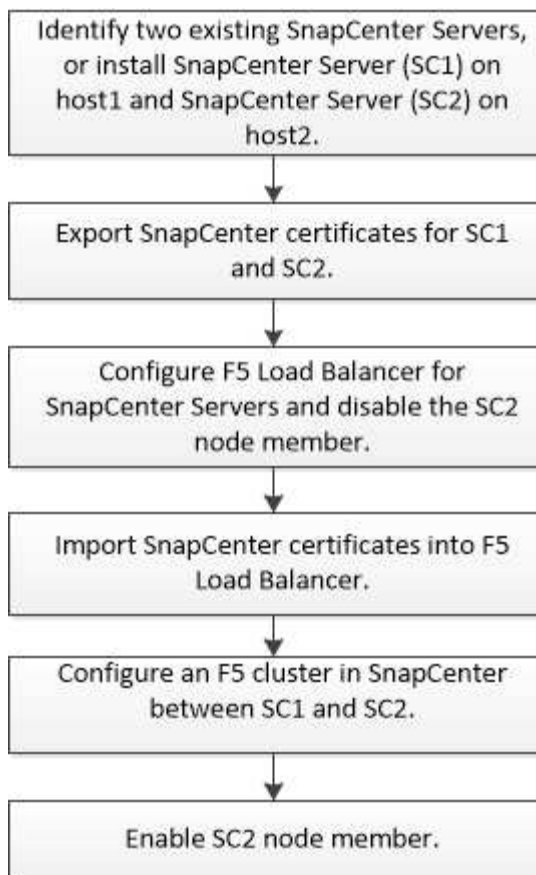 Identify two existing SnapCenter Servers,
or install SnapCenter Server (SC1) on
host1 and SnapCenter Server (SC2) on
host2.
Export SnapCenter certificates for SC1
and SC2.
Configure F5 Load Balancer for
SnapCenter Servers and disable the SC2
node member.
Import SnapCenter certificates into F5
Load Balancer.
Configure an F5 cluster in SnapCenter
between SC1 and SC2.
Enable SC2 node member.